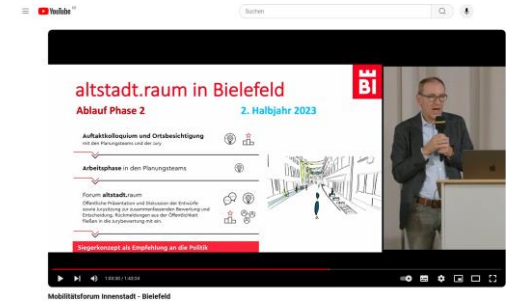 YouTube DE
Suchen
altstadt.raum in Bielefeld
BI
Ablauf Phase 2
2. Halbjahr 2023
Auftaktkolloquium und Ortsbesichtigung
mit den Planungsteams und der Jury
Arbeitsphase in den Planungsteams
Forum altstadt.raum
Öffentliche Präsentation und Diskussion der Entwürfe
sowie Jurysitzung zur zusammenfassenden Bewertung und
Entscheidung. Rückmeldungen aus der Öffentlichkeit
fließen in die Jurybewertung mit ein.
Siegerkonzept als Empfehlung an die Politik
Mobilitätsforum Innenstadt - Bielefeld